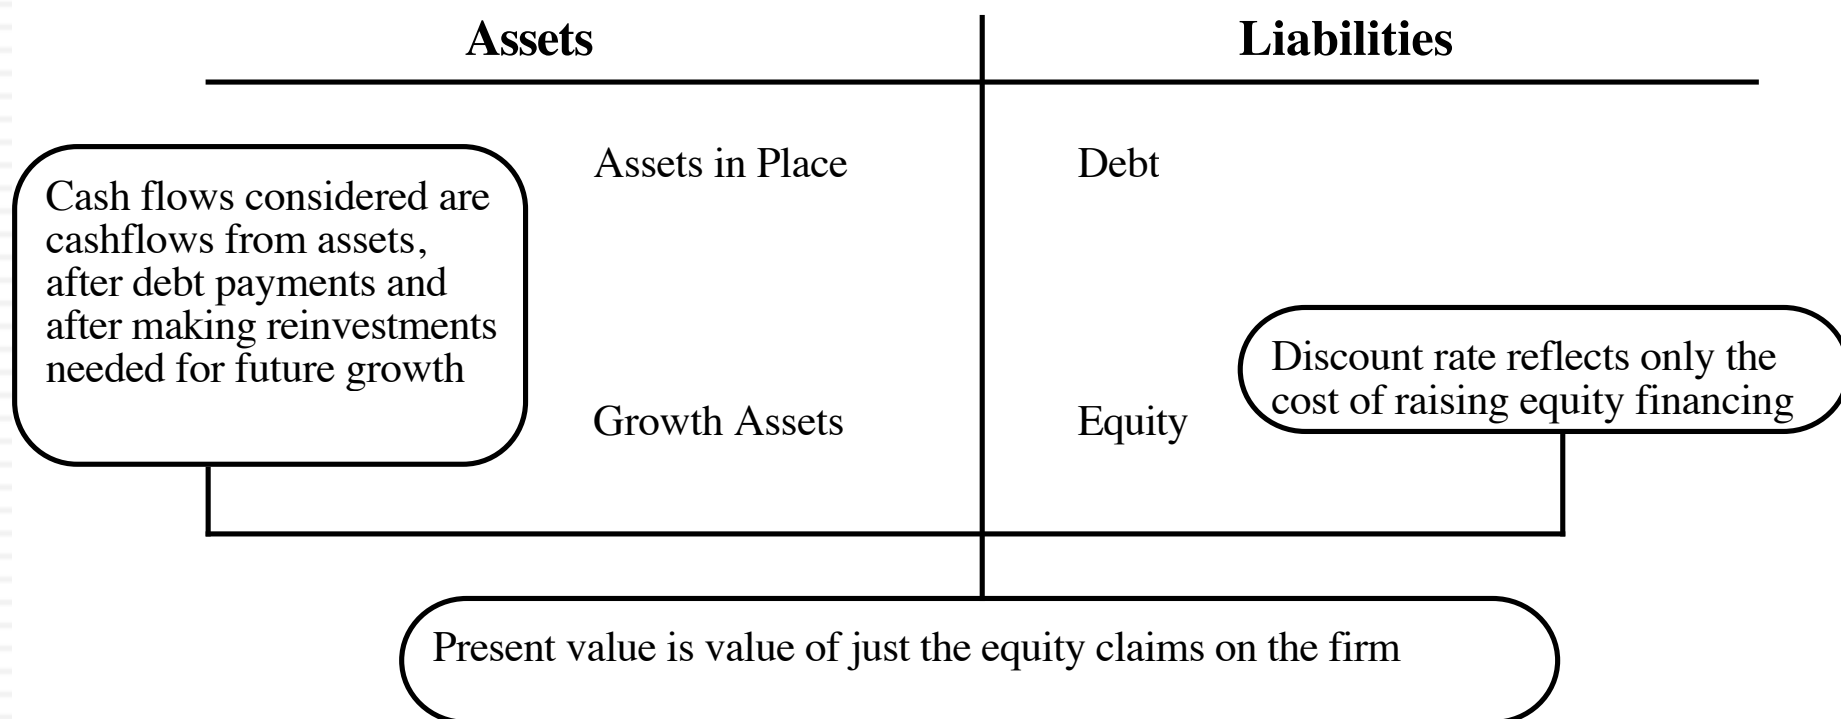 Assets
Liabilities
Assets in Place
Debt
Cash flows considered are
cashflows from assets,
after debt payments and
after making reinvestments
needed for future growth
Growth Assets
Equity
Discount rate reflects only the
cost of raising equity financing
Present value is value of just the equity claims on the firm